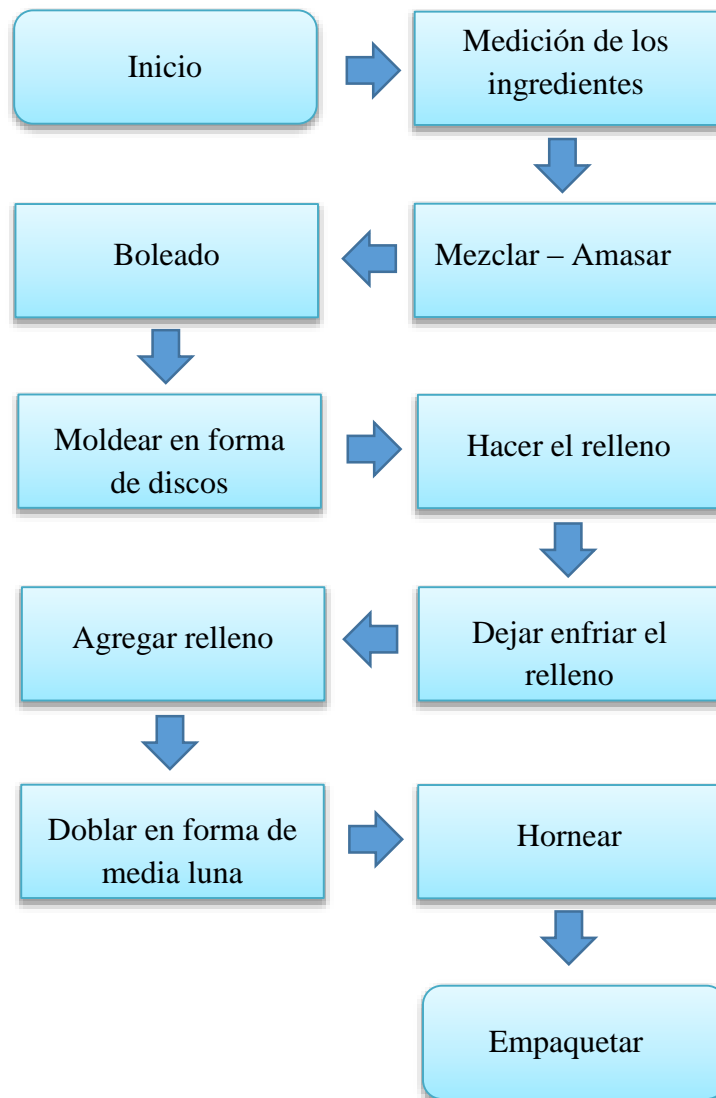 Inicio
Medición de los
ingredientes
Mezclar – Amasar
Boleado
Moldear en forma
de discos
Hacer el relleno
Dejar enfriar el
relleno
Agregar relleno
Doblar en forma de
media luna
Hornear
Empaquetar